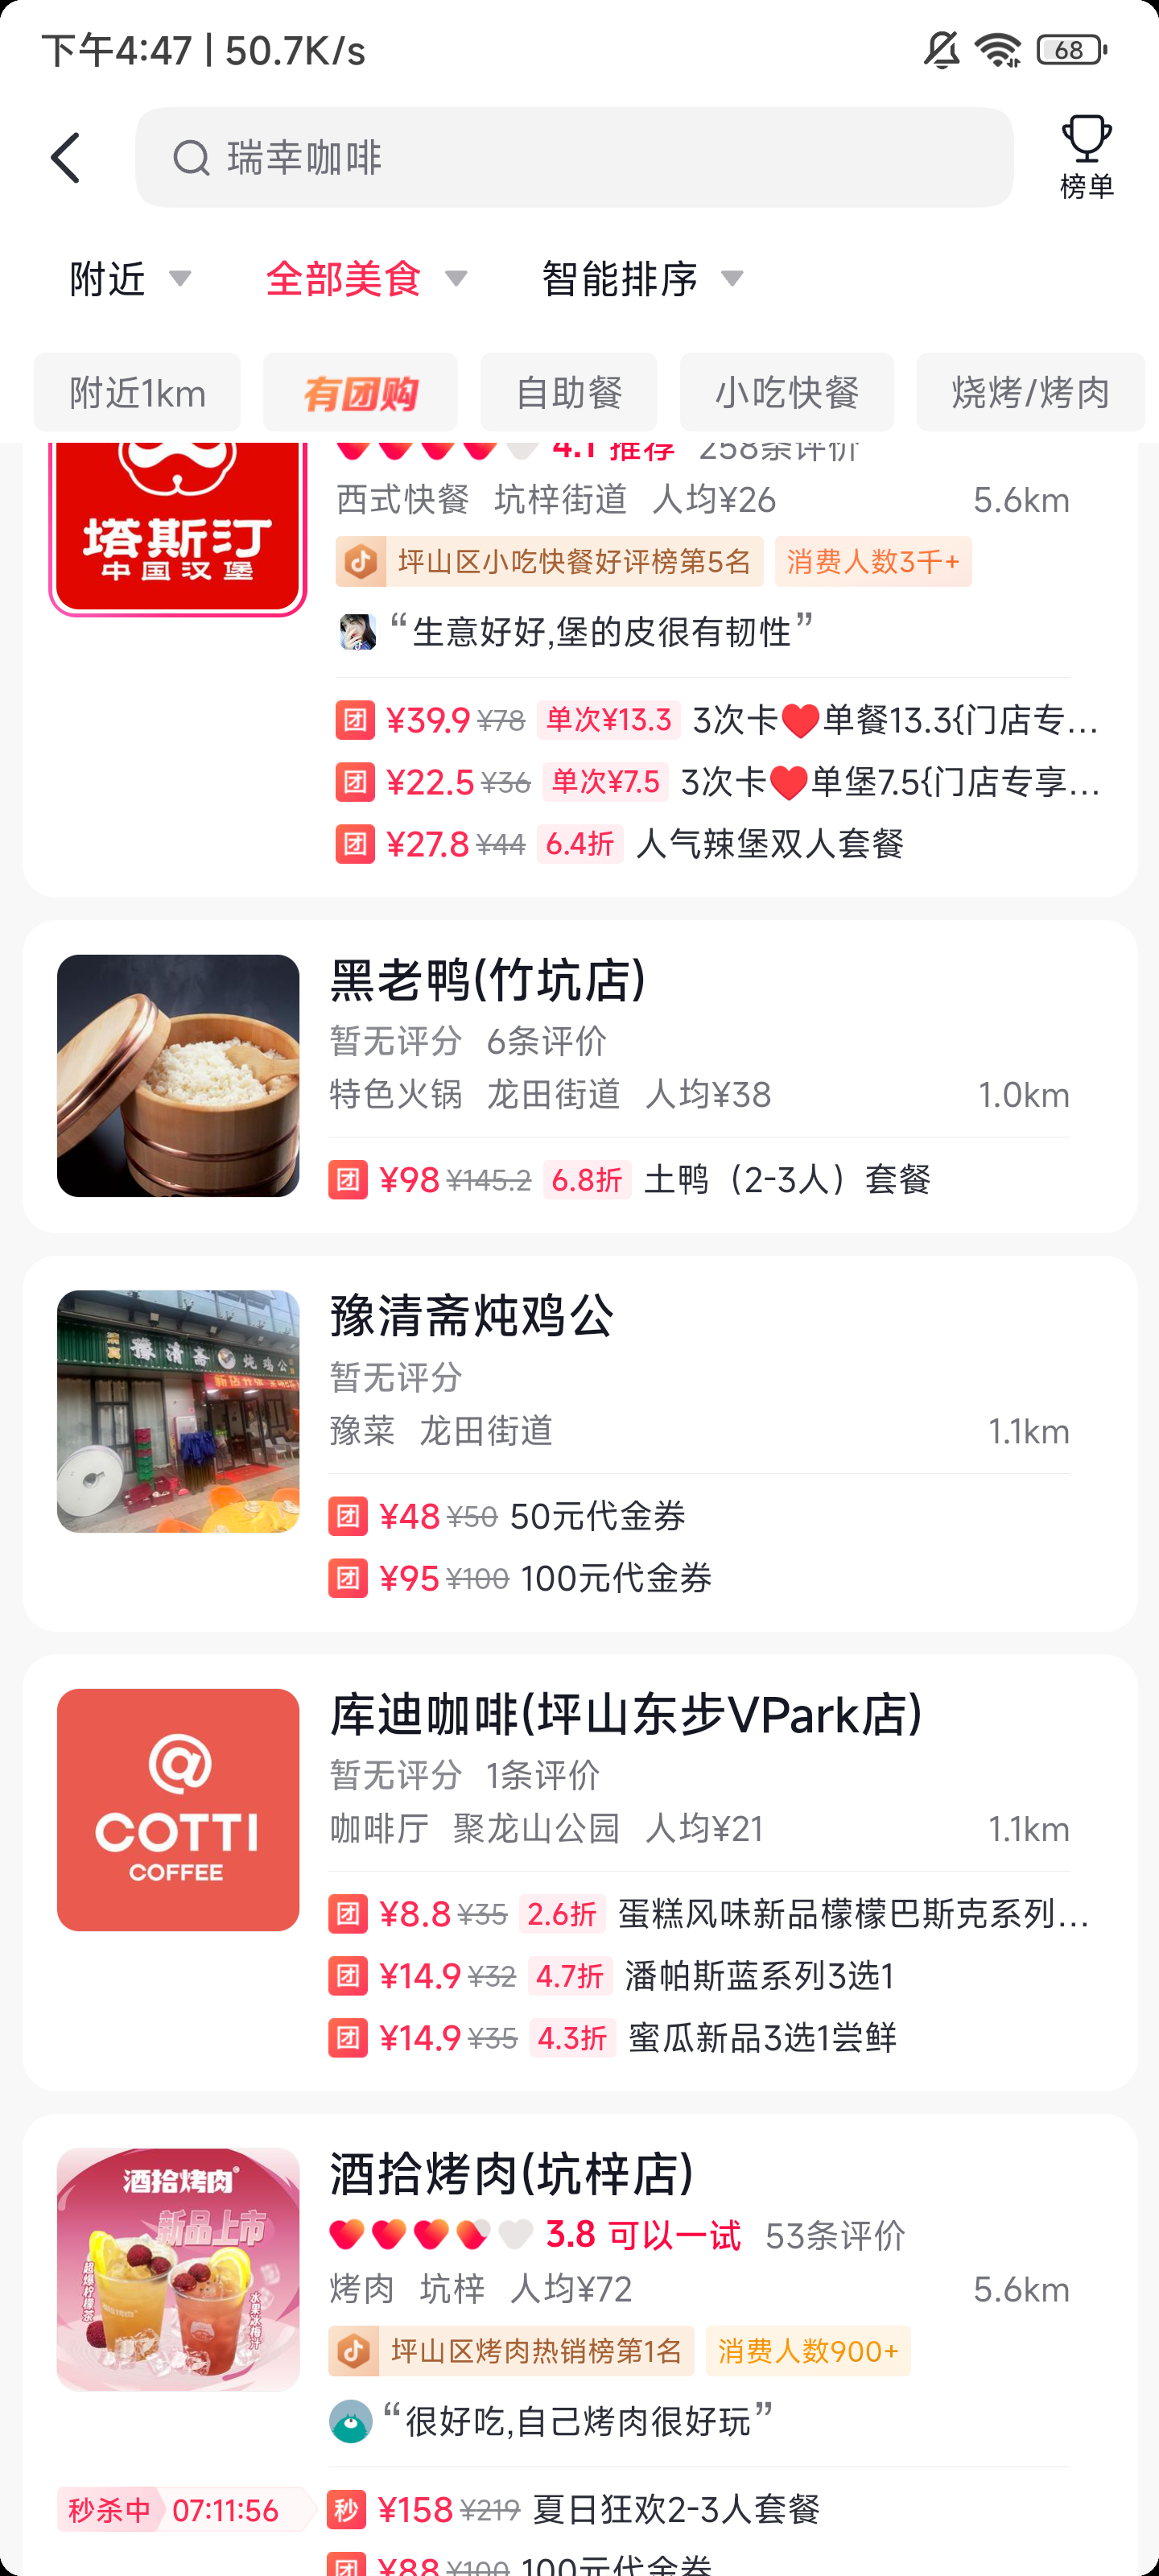 下午4:47 | 50.7K/s
68
瑞幸咖啡
榜单
附近 全部美食 智能排序
附近1km 有团购 自助餐 小吃快餐 烧烤/烤肉
塔斯汀
中国汉堡
4.1 推荐 258条评价
西式快餐 坑梓街道 人均¥26 5.6km
坪山区小吃快餐好评榜第5名 消费人数3千+
“生意好好,堡的皮很有韧性”
团 ¥39.9 ¥78 单次¥13.3 3次卡❤️单餐13.3{门店专...
团 ¥22.5 ¥36 单次¥7.5 3次卡❤️单堡7.5{门店专享...
团 ¥27.8 ¥44 6.4折 人气辣堡双人套餐
黑老鸭(竹坑店)
暂无评分 6条评价
特色火锅 龙田街道 人均¥38 1.0km
团 ¥98 ¥145.2 6.8折 土鸭（2-3人）套餐
豫清斋炖鸡公
豫清斋 炖鸡公
暂无评分
豫菜 龙田街道 1.1km
团 ¥48 ¥50 50元代金券
团 ¥95 ¥100 100元代金券
@
COTTI
COFFEE
库迪咖啡(坪山东步VPark店)
暂无评分 1条评价
咖啡厅 聚龙山公园 人均¥21 1.1km
团 ¥8.8 ¥35 2.6折 蛋糕风味新品檬檬巴斯克系列...
团 ¥14.9 ¥32 4.7折 潘帕斯蓝系列3选1
团 ¥14.9 ¥35 4.3折 蜜瓜新品3选1尝鲜
酒拾烤肉
新品上市
超爆柠檬茶
水果冰梅汁
酒拾烤肉(坑梓店)
3.8 可以一试 53条评价
烤肉 坑梓 人均¥72 5.6km
坪山区烤肉热销榜第1名 消费人数900+
“很好吃,自己烤肉很好玩”
秒杀中 07:11:56 秒 ¥158 ¥219 夏日狂欢2-3人套餐
团 ¥88 ¥100 100元代金券